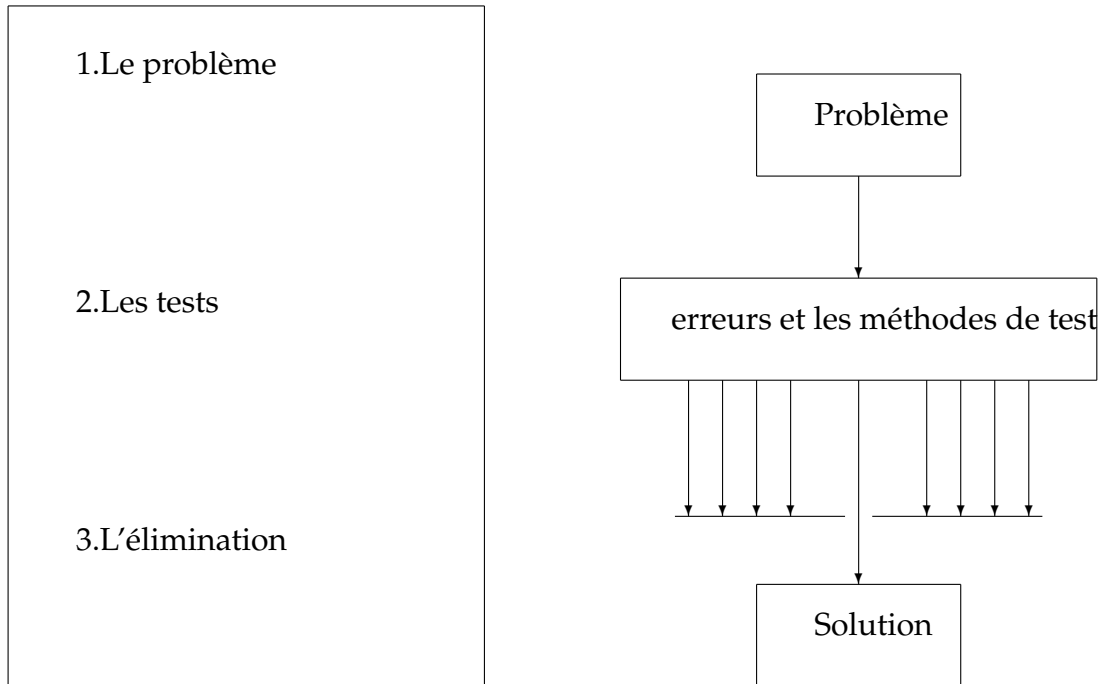 1.Le problème
2.Les tests
3.L'élimination
Problème
erreurs et les méthodes de test
Solution